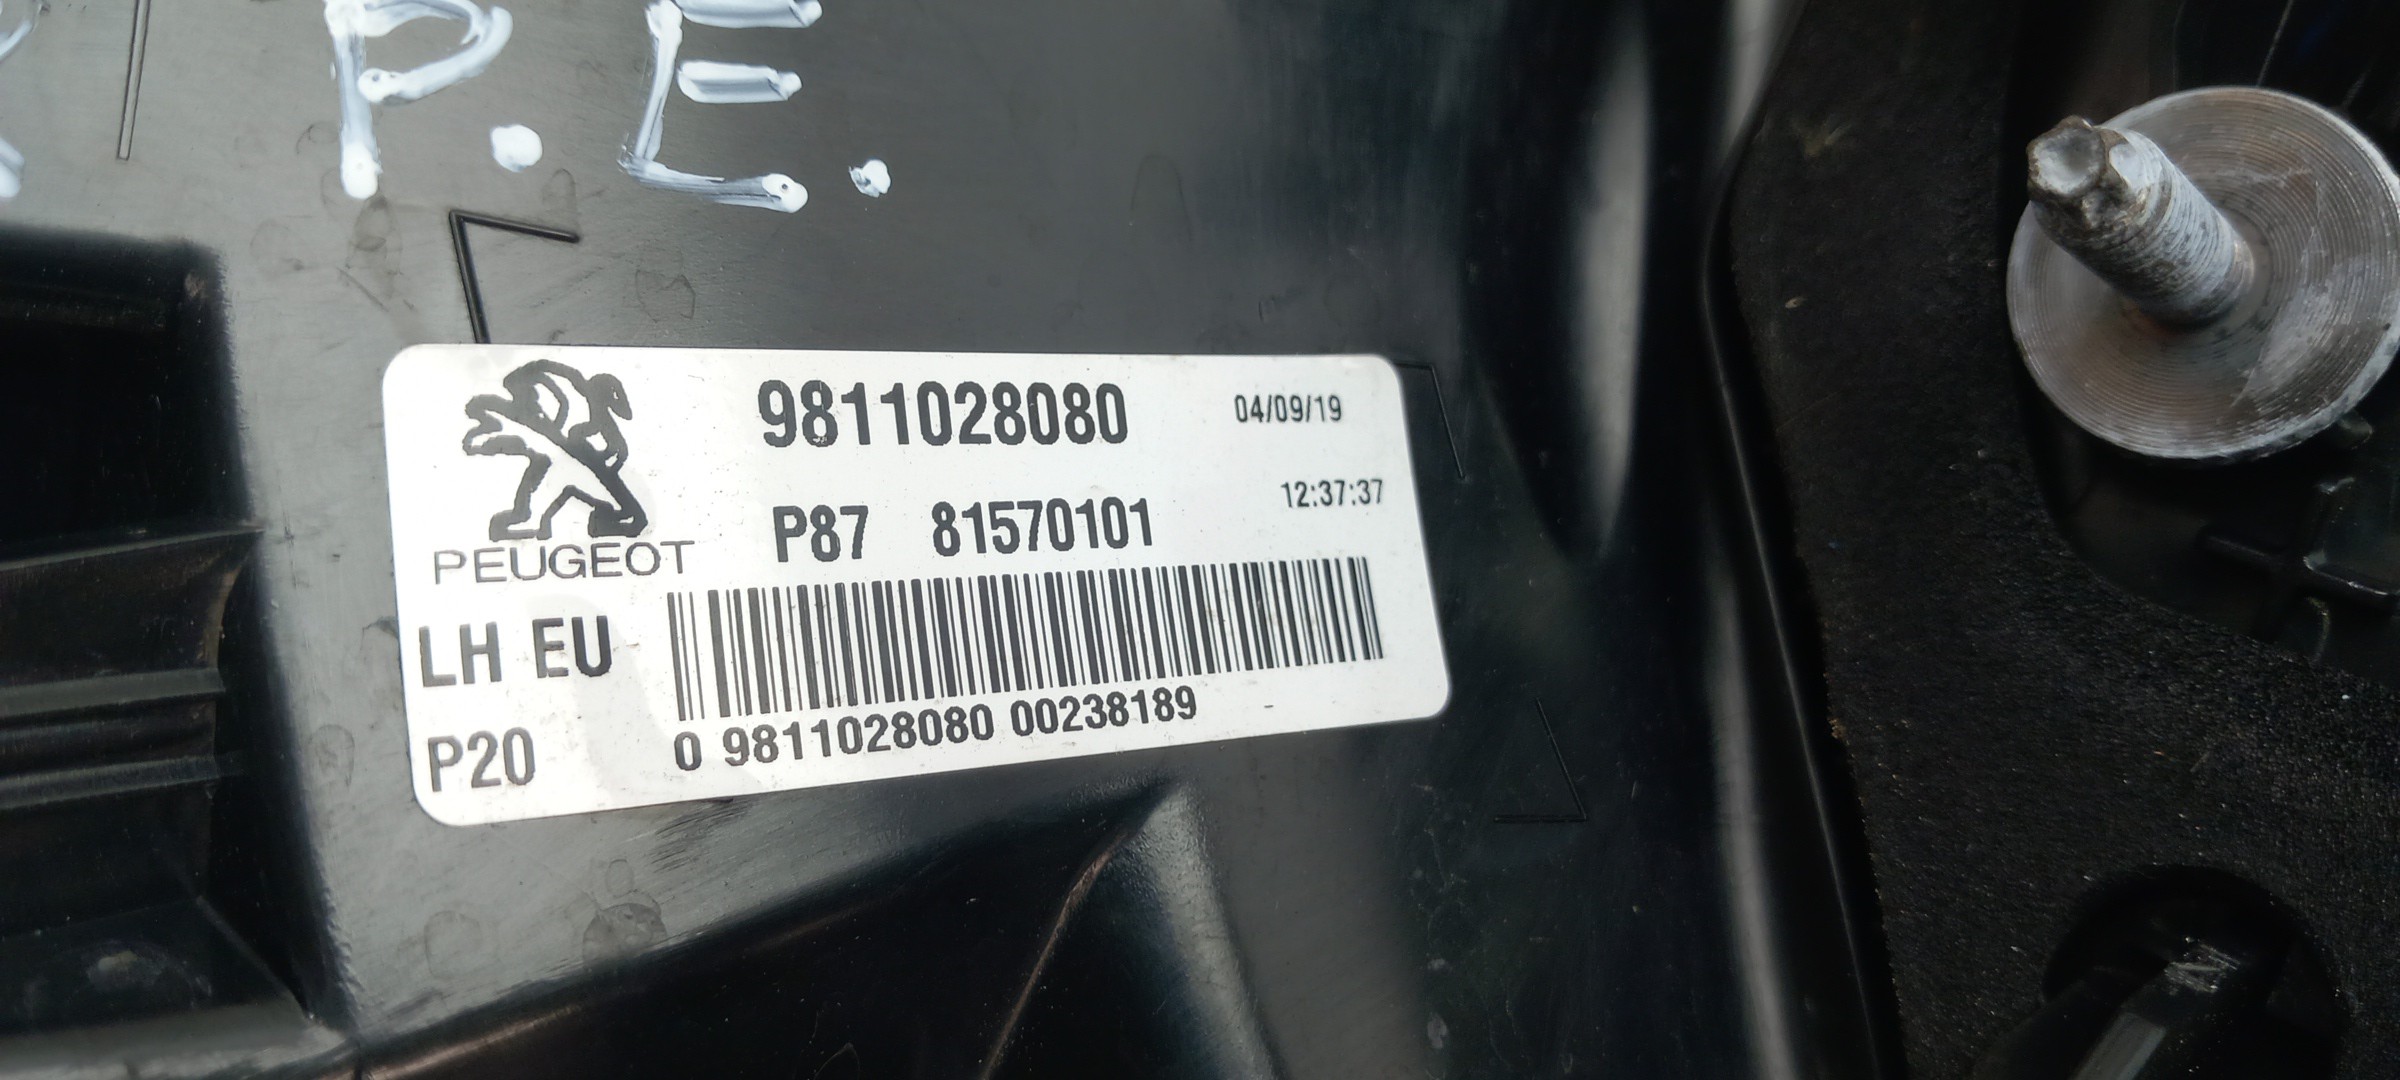 P.E.
9811028080 04/09/19
P87 81570101 12:37:37
PEUGEOT
LH EU
P20 0 9811028080 00238189